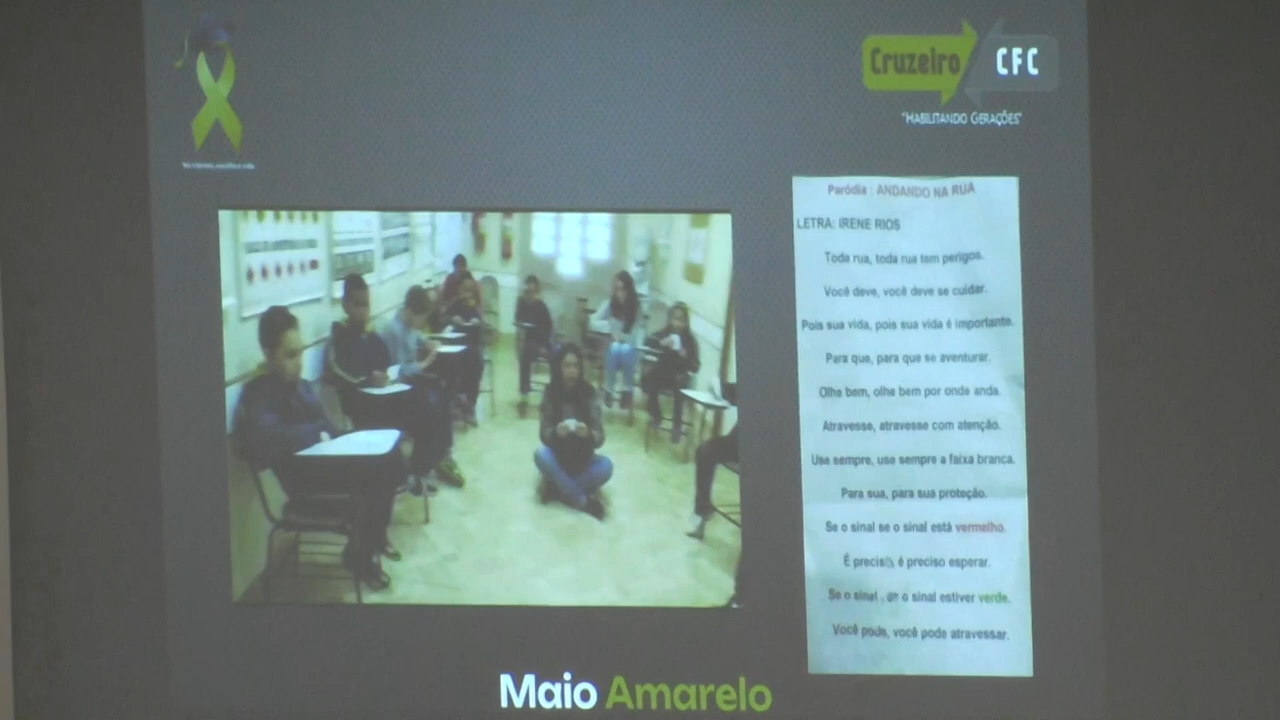 Cruzeiro CFC
"HABILITANDO GERAÇÕES"
Paródia : ANDANDO NA RUA
LETRA: IRENE RIOS
Toda rua, toda rua tem perigos.
Você deve, você deve se cuidar.
Pois sua vida, pois sua vida é importante.
Para que, para que se aventurar.
Olhe bem, olhe bem por onde anda.
Atravesse, atravesse com atenção.
Use sempre, use sempre a faixa branca.
Para sua, para sua proteção.
Se o sinal se o sinal está vermelho.
É preciso é preciso esperar.
Se o sinal , se o sinal estiver verde.
Você pode, você pode atravessar.
Maio Amarelo